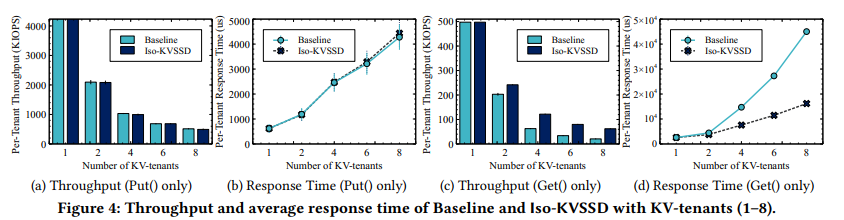 Per-Tenant Throughput (KIOPS)
4000
3000
2000
1000
0
Baseline
Iso-KVSSD
1 2 4 6 8
Number of KV-tenants
(a) Throughput (Put() only)
Per-Tenant Response Time (us)
5000
4000
3000
2000
1000
0
Baseline
Iso-KVSSD
1 2 4 6 8
Number of KV-tenants
(b) Response Time (Put() only)
Per-Tenant Throughput (KIOPS)
500
400
300
200
100
0
Baseline
Iso-KVSSD
1 2 4 6 8
Number of KV-tenants
(c) Throughput (Get() only)
Per-Tenant Response Time (us)
5×10⁴
4×10⁴
3×10⁴
2×10⁴
10⁴
0
Baseline
Iso-KVSSD
1 2 4 6 8
Number of KV-tenants
(d) Response Time (Get() only)
Figure 4: Throughput and average response time of Baseline and Iso-KVSSD with KV-tenants (1–8).